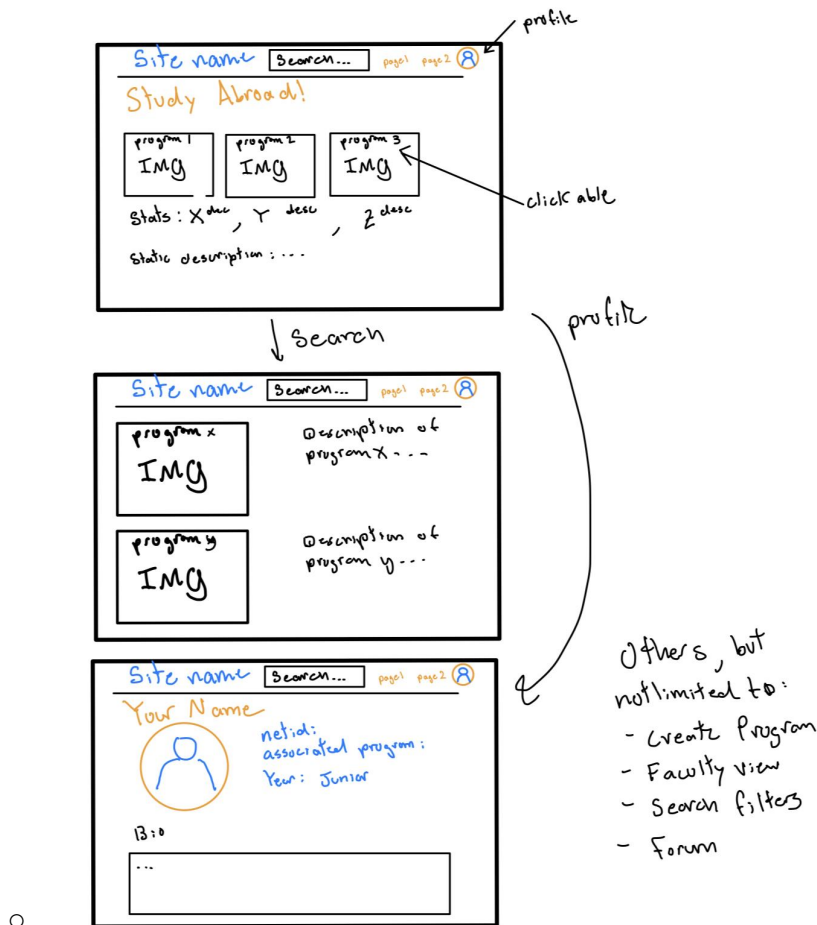 profile
Site name Search... page1 page2
Study Abroad!
program 1 program 2 program 3
IMG IMG IMG
clickable
Stats: X desc, Y desc, Z desc
Static description: ...
Search
profile
Site name Search... page1 page2
program x
IMG
Description of
program X ...
program y
IMG
Description of
program y ...
Site name Search... page1 page2
Your Name
netid:
associated program:
Year: Junior
Bio
...
Others, but
not limited to:
- Create Program
- Faculty view
- Search filters
- Forum